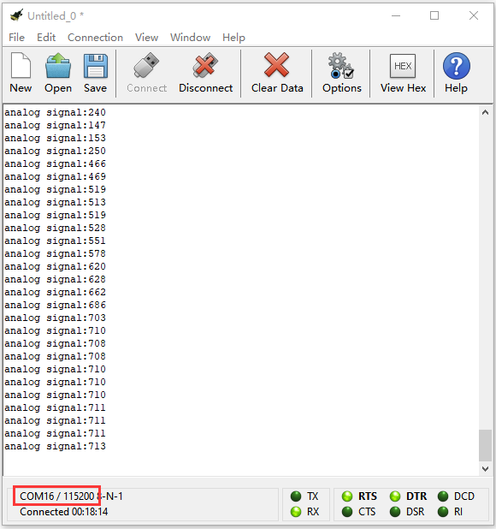 Untitled_0 *
File Edit Connection View Window Help
New Open Save Connect Disconnect Clear Data Options HEX View Hex ? Help
analog signal:240
analog signal:147
analog signal:153
analog signal:250
analog signal:466
analog signal:469
analog signal:519
analog signal:513
analog signal:519
analog signal:528
analog signal:551
analog signal:578
analog signal:620
analog signal:628
analog signal:662
analog signal:686
analog signal:703
analog signal:710
analog signal:708
analog signal:708
analog signal:710
analog signal:710
analog signal:710
analog signal:711
analog signal:711
analog signal:711
analog signal:713
COM16 / 115200 8-N-1
Connected 00:18:14
TX RTS DTR DCD
RX CTS DSR RI